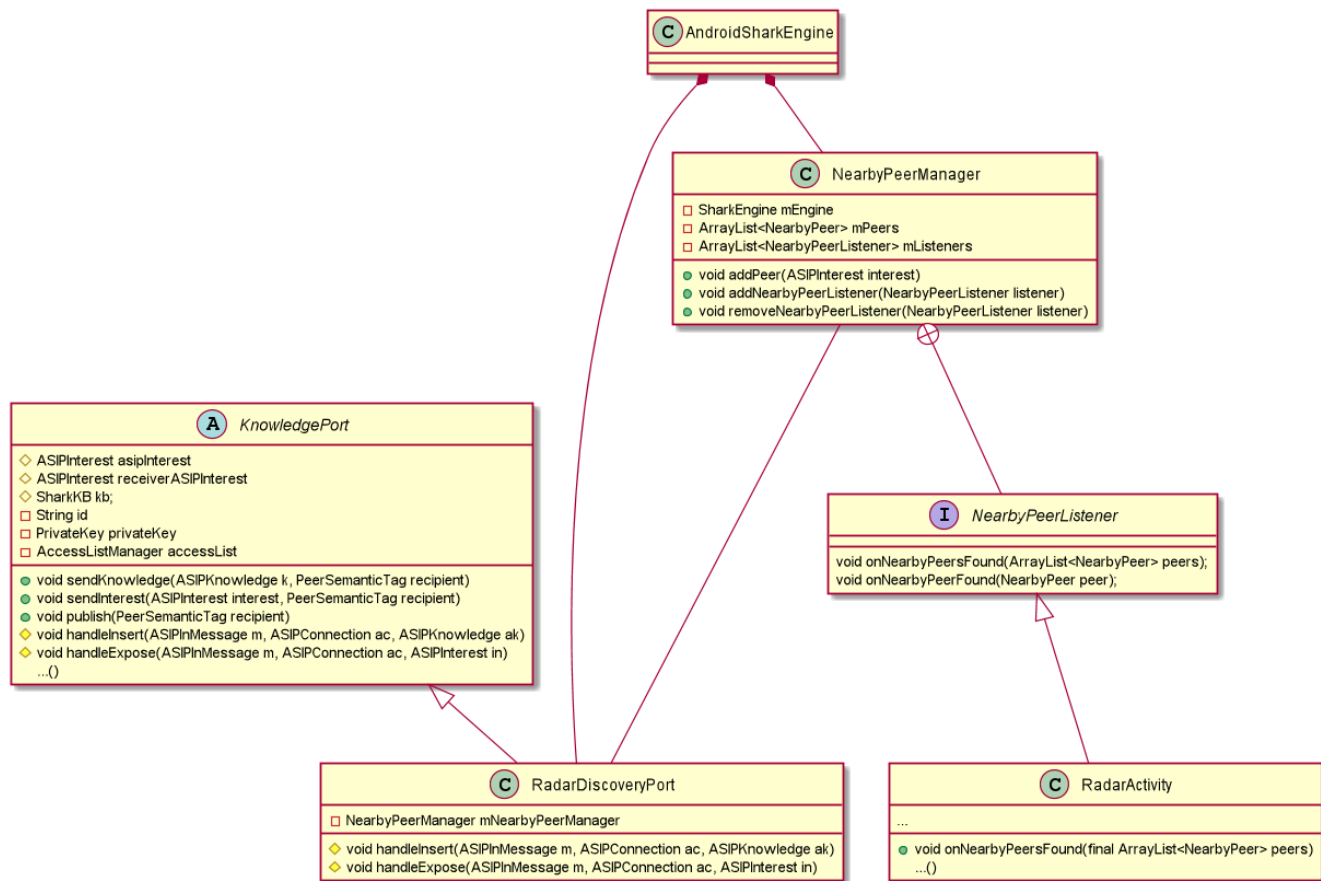 C AndroidSharkEngine
C NearbyPeerManager
SharkEngine mEngine
ArrayList<NearbyPeer> mPeers
ArrayList<NearbyPeerListener> mListeners
void addPeer(ASIPInterest interest)
void addNearbyPeerListener(NearbyPeerListener listener)
void removeNearbyPeerListener(NearbyPeerListener listener)
A KnowledgePort
ASIPInterest asipInterest
ASIPInterest receiverASIPInterest
SharkKB kb;
String id
PrivateKey privateKey
AccessListManager accessList
void sendKnowledge(ASIPKnowledge k, PeerSemanticTag recipient)
void sendInterest(ASIPInterest interest, PeerSemanticTag recipient)
void publish(PeerSemanticTag recipient)
void handleInsert(ASIPInMessage m, ASIPConnection ac, ASIPKnowledge ak)
void handleExpose(ASIPInMessage m, ASIPConnection ac, ASIPInterest in)
...()
I NearbyPeerListener
void onNearbyPeersFound(ArrayList<NearbyPeer> peers);
void onNearbyPeerFound(NearbyPeer peer);
C RadarDiscoveryPort
NearbyPeerManager mNearbyPeerManager
void handleInsert(ASIPInMessage m, ASIPConnection ac, ASIPKnowledge ak)
void handleExpose(ASIPInMessage m, ASIPConnection ac, ASIPInterest in)
C RadarActivity
...
void onNearbyPeersFound(final ArrayList<NearbyPeer> peers)
...()